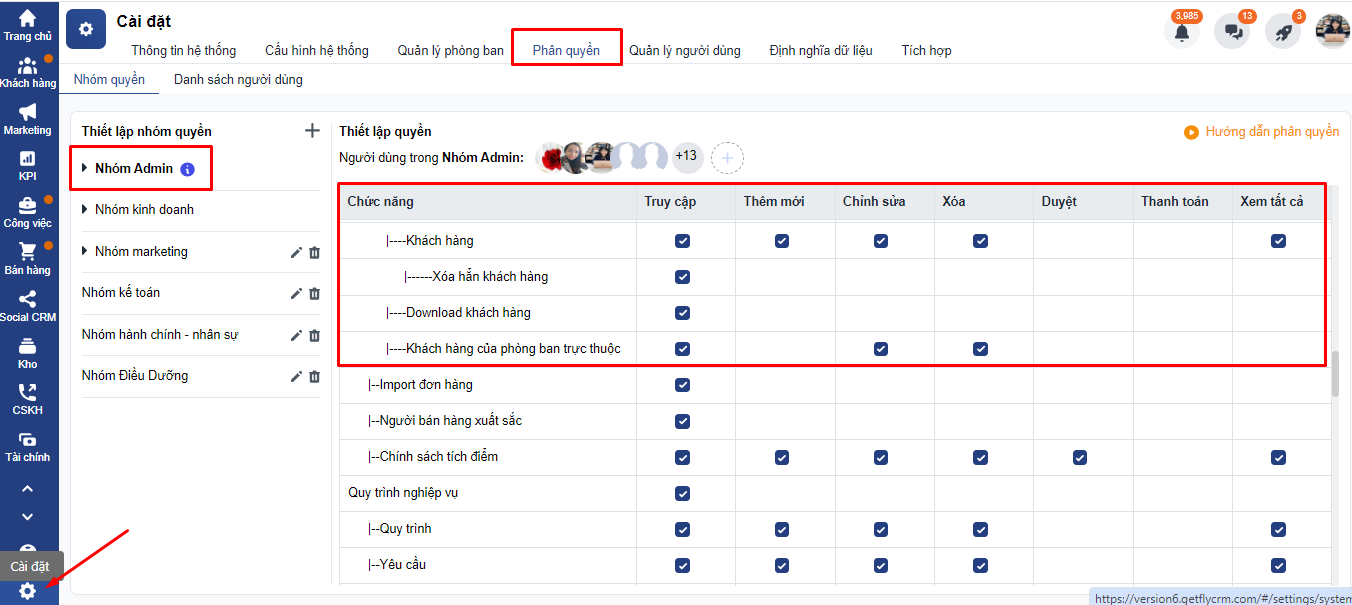 Cài đặt
3,985 13 3
Thông tin hệ thống Cấu hình hệ thống Quản lý phòng ban Phân quyền Quản lý người dùng Định nghĩa dữ liệu Tích hợp
Nhóm quyền Danh sách người dùng
Trang chủ
Khách hàng
Marketing
KPI
Công việc
Bán hàng
Social CRM
Kho
CSKH
Tài chính
Cài đặt
Thiết lập nhóm quyền
Nhóm Admin
Nhóm kinh doanh
Nhóm marketing
Nhóm kế toán
Nhóm hành chính - nhân sự
Nhóm Điều Dưỡng
Thiết lập quyền
Hướng dẫn phân quyền
Người dùng trong Nhóm Admin: +13
Chức năng Truy cập Thêm mới Chỉnh sửa Xóa Duyệt Thanh toán Xem tất cả
|----Khách hàng
|------Xóa hẳn khách hàng
|----Download khách hàng
|----Khách hàng của phòng ban trực thuộc
|--Import đơn hàng
|--Người bán hàng xuất sắc
|--Chính sách tích điểm
Quy trình nghiệp vụ
|--Quy trình
|--Yêu cầu
https://version6.getflycrm.com/#/settings/system